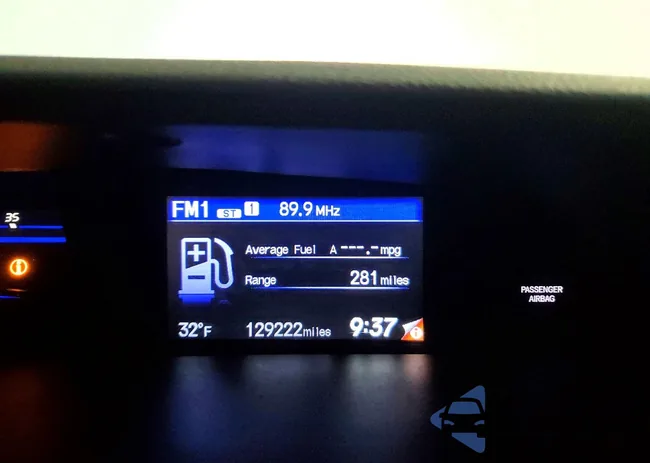 FM1 ST 1 89.9 MHz
35
Average Fuel A ---.- mpg
Range 281 miles
PASSENGER
AIRBAG
32°F 129222 miles 9:37